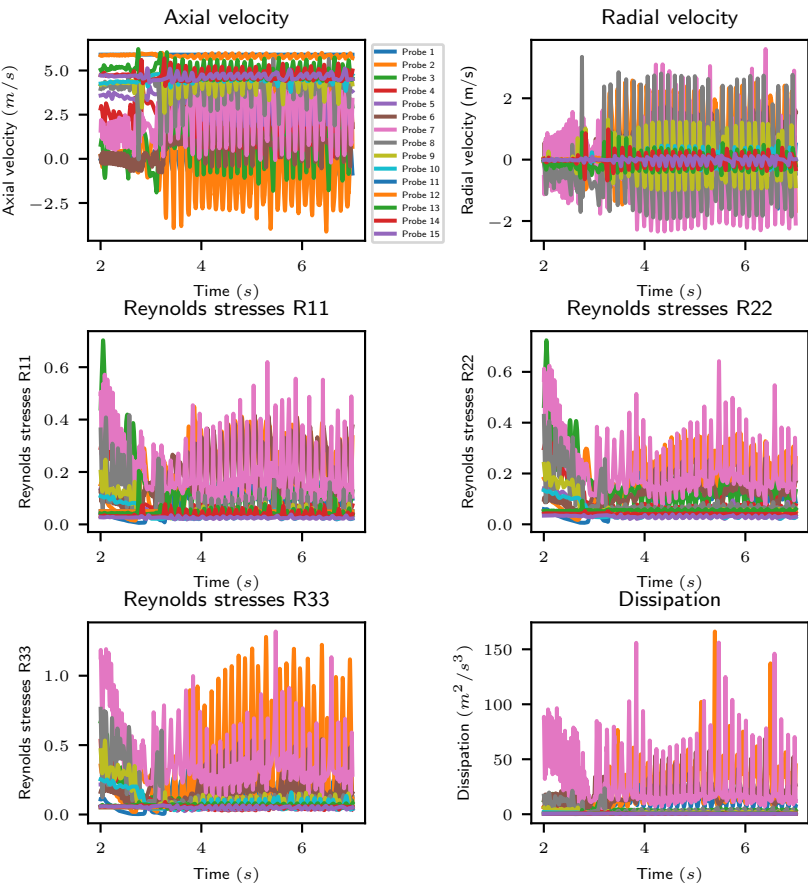 Axial velocity
Axial velocity (m/s)
5.0
2.5
0.0
−2.5
2
4
6
Time (s)
Probe 1
Probe 2
Probe 3
Probe 4
Probe 5
Probe 6
Probe 7
Probe 8
Probe 9
Probe 10
Probe 11
Probe 12
Probe 13
Probe 14
Probe 15
Radial velocity
Radial velocity (m/s)
2
0
−2
2
4
6
Time (s)
Reynolds stresses R11
Reynolds stresses R11
0.6
0.4
0.2
0.0
2
4
6
Time (s)
Reynolds stresses R22
Reynolds stresses R22
0.6
0.4
0.2
0.0
2
4
6
Time (s)
Reynolds stresses R33
Reynolds stresses R33
1.0
0.5
0.0
2
4
6
Time (s)
Dissipation
Dissipation (m²/s³)
150
100
50
0
2
4
6
Time (s)